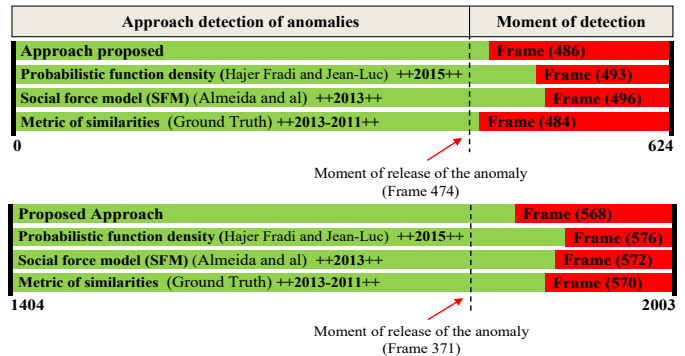 Approach detection of anomalies Moment of detection
Approach proposed Frame (486)
Probabilistic function density (Hajer Fradi and Jean-Luc) ++2015++ Frame (493)
Social force model (SFM) (Almeida and al) ++2013++ Frame (496)
Metric of similarities (Ground Truth) ++2013-2011++ Frame (484)
0 624
Moment of release of the anomaly
(Frame 474)
Proposed Approach Frame (568)
Probabilistic function density (Hajer Fradi and Jean-Luc) ++2015++ Frame (576)
Social force model (SFM) (Almeida and al) ++2013++ Frame (572)
Metric of similarities (Ground Truth) ++2013-2011++ Frame (570)
1404 2003
Moment of release of the anomaly
(Frame 371)